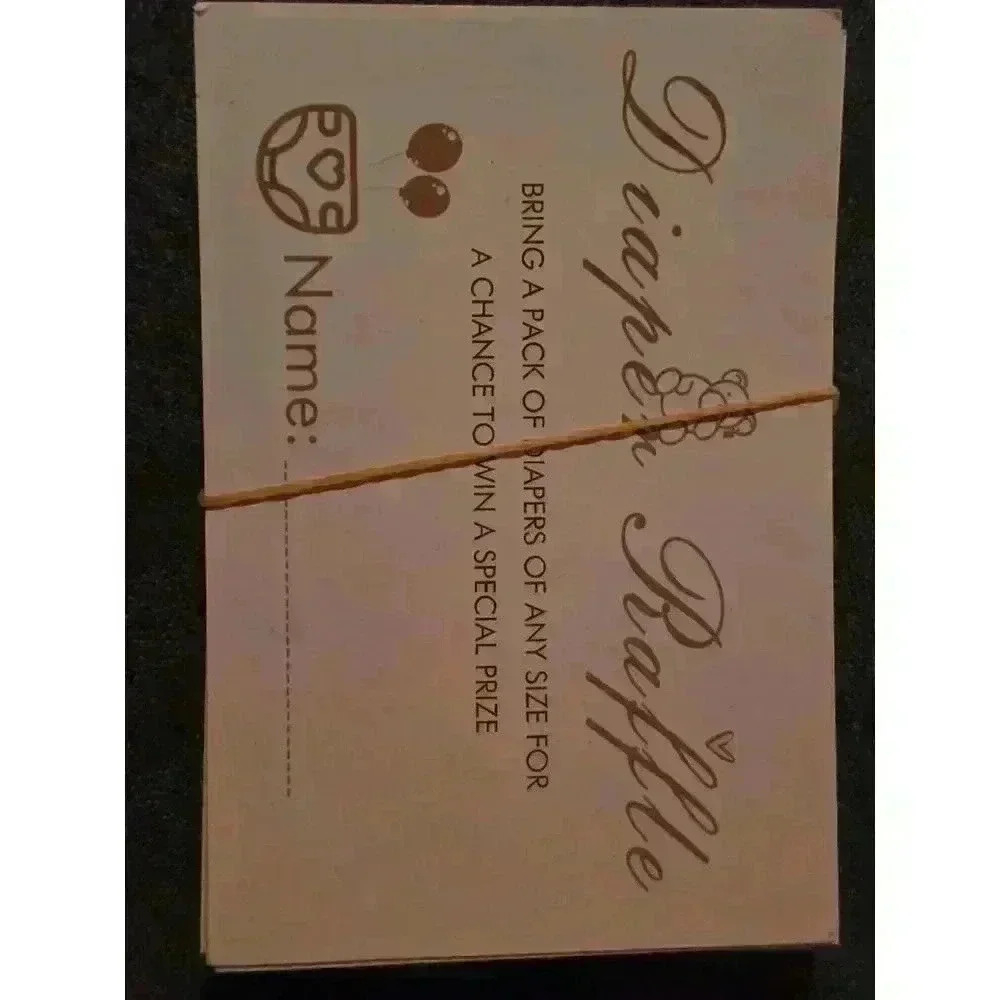 Diaper Raffle
BRING A PACK OF DIAPERS OF ANY SIZE FOR
A CHANCE TO WIN A SPECIAL PRIZE
Name: